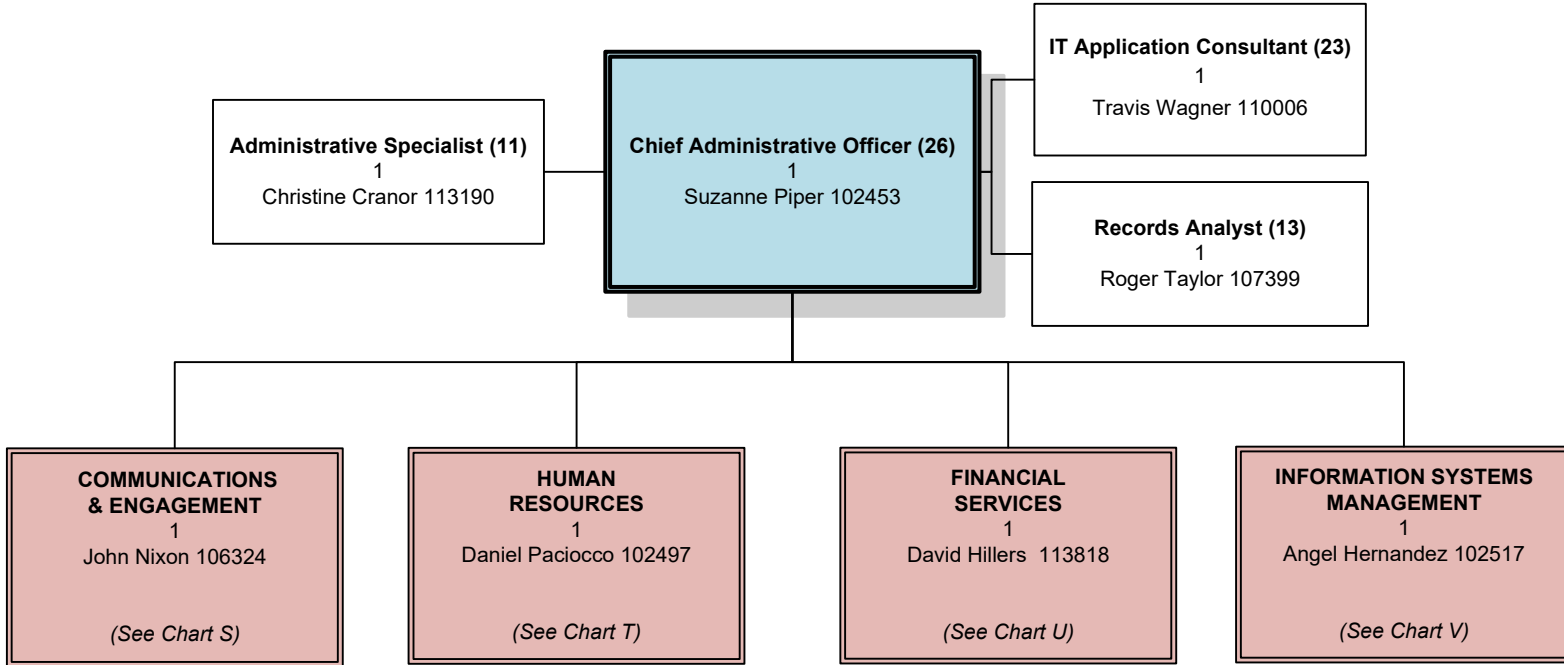 IT Application Consultant (23)
1
Travis Wagner 110006
Administrative Specialist (11)
1
Christine Cranor 113190
Chief Administrative Officer (26)
1
Suzanne Piper 102453
Records Analyst (13)
1
Roger Taylor 107399
COMMUNICATIONS
& ENGAGEMENT
1
John Nixon 106324
(See Chart S)
HUMAN
RESOURCES
1
Daniel Paciocco 102497
(See Chart T)
FINANCIAL
SERVICES
1
David Hillers  113818
(See Chart U)
INFORMATION SYSTEMS
MANAGEMENT
1
Angel Hernandez 102517
(See Chart V)